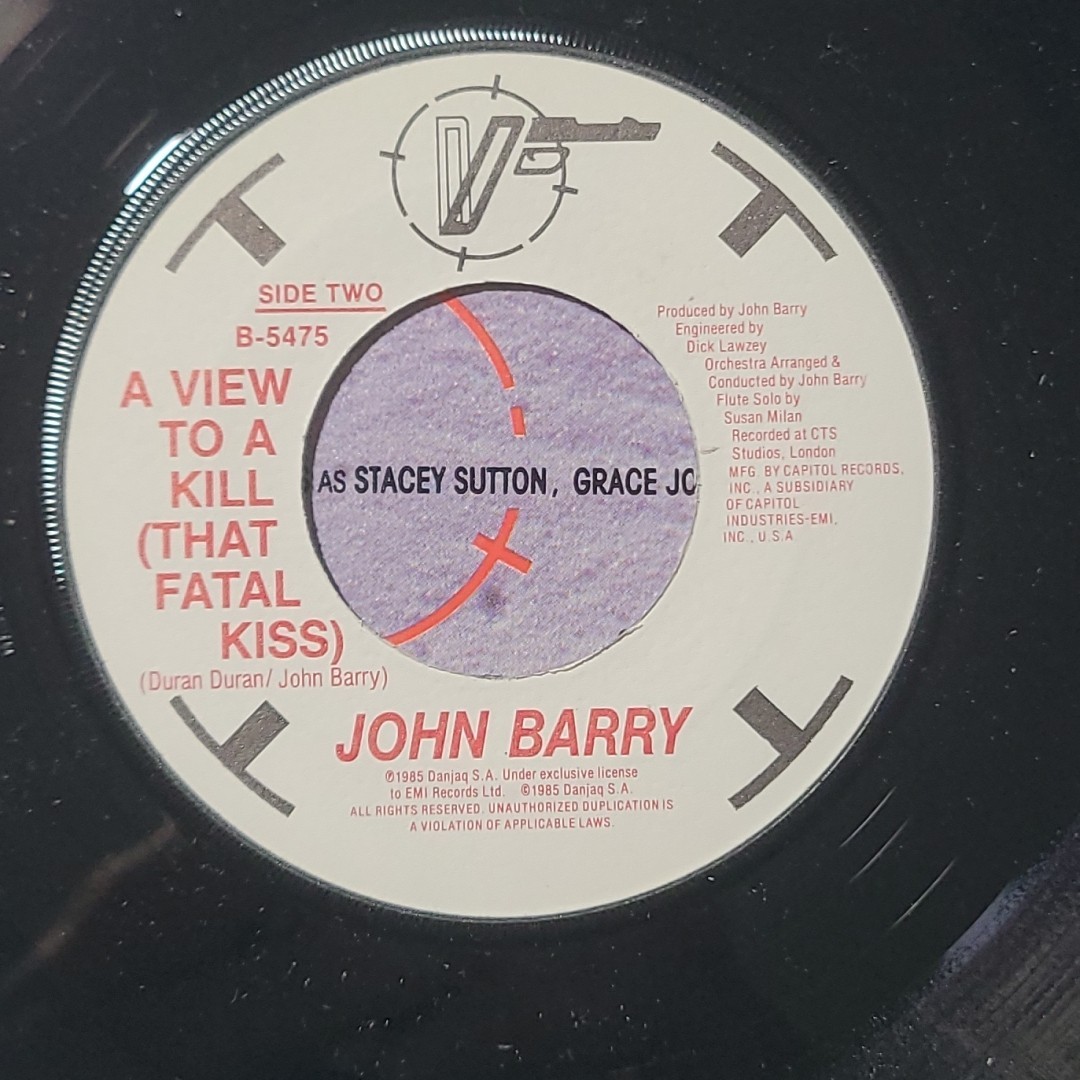 V
SIDE TWO
B-5475
A VIEW
TO A
KILL
(THAT
FATAL
KISS)
(Duran Duran/ John Barry)
AS STACEY SUTTON, GRACE JO
Produced by John Barry
Engineered by
Dick Lawzey
Orchestra Arranged &
Conducted by John Barry
Flute Solo by
Susan Milan
Recorded at CTS
Studios, London
MFG. BY CAPITOL RECORDS,
INC., A SUBSIDIARY
OF CAPITOL
INDUSTRIES-EMI,
INC., U.S.A.
JOHN BARRY
℗1985 Danjaq S.A. Under exclusive license
to EMI Records Ltd. ©1985 Danjaq S.A.
ALL RIGHTS RESERVED. UNAUTHORIZED DUPLICATION IS
A VIOLATION OF APPLICABLE LAWS.